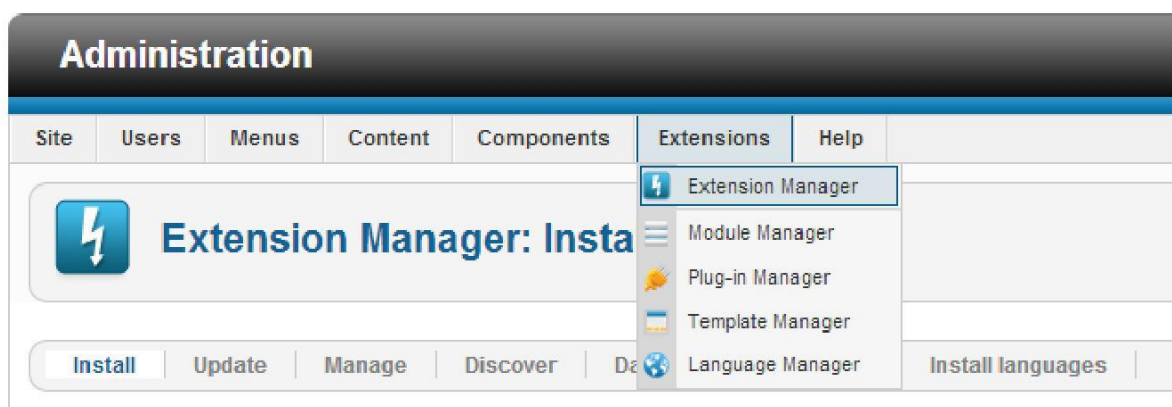 Administration
Site Users Menus Content Components Extensions Help
Extension Manager
Extension Manager: Insta
Module Manager
Plug-in Manager
Template Manager
Language Manager
Install Update Manage Discover Da Install languages